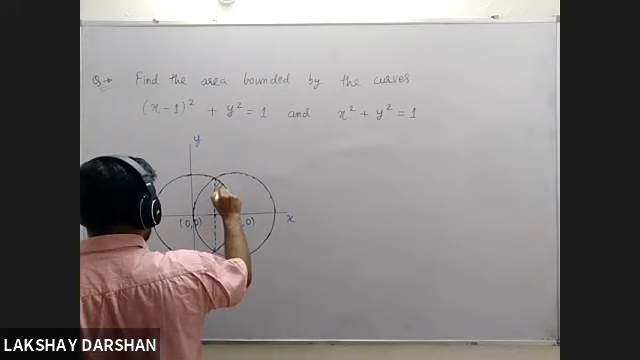 Q→ Find the area bounded by the curves
(x-1)² + y² = 1 and x² + y² = 1
y
(0,0) ,0) x
LAKSHAY DARSHAN